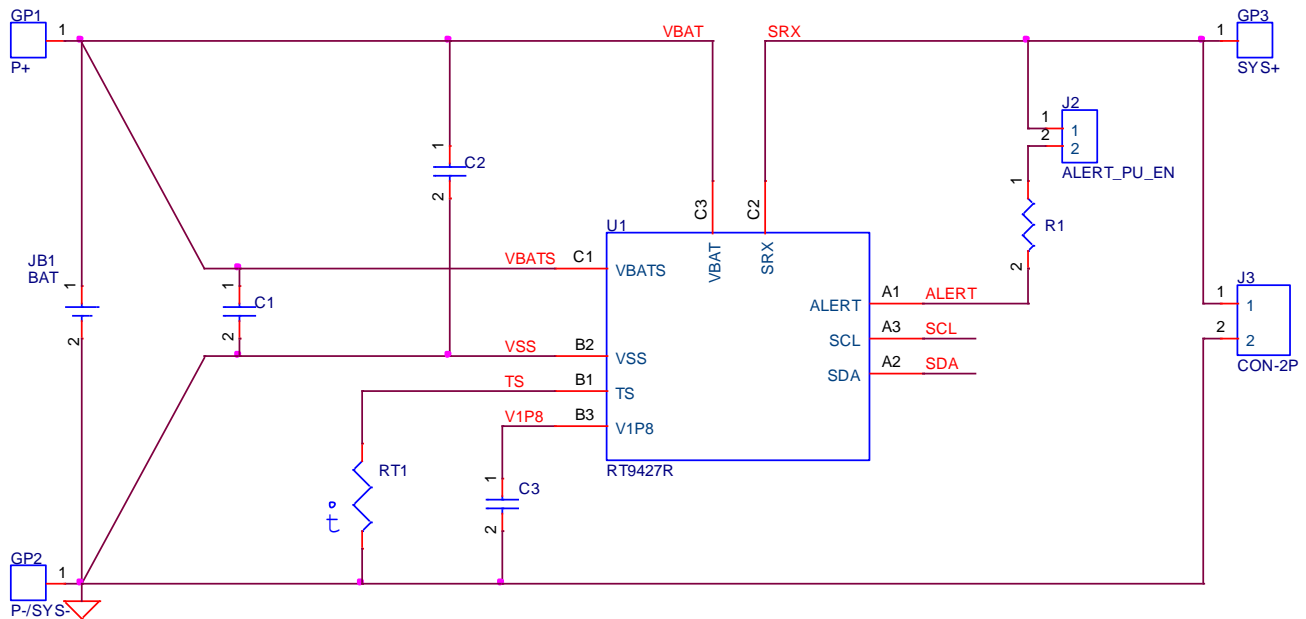 GP1
1
P+
VBAT
SRX
1
GP3
SYS+
J2
1
1
2
2
ALERT_PU_EN
1
C2
2
1
R1
2
C3
C2
U1
VBAT
SRX
JB1
BAT
1
2
VBATS
C1
VBATS
1
C1
2
J3
1
1
2
2
CON-2P
ALERT
A1
ALERT
SCL
A3
SCL
SDA
A2
SDA
VSS
B2
VSS
TS
B1
TS
V1P8
B3
V1P8
RT9427R
RT1
t
1
C3
2
GP2
1
P-/SYS-